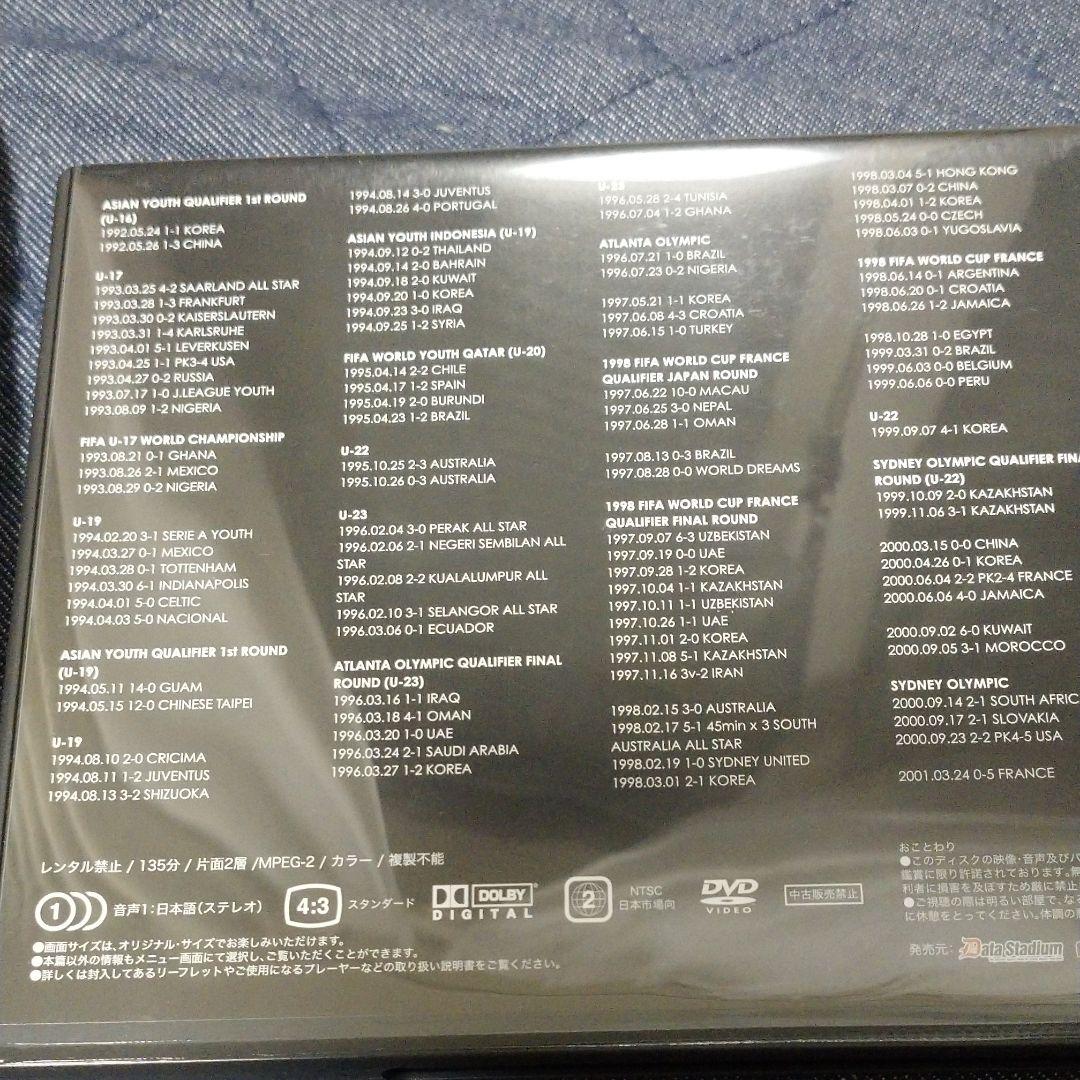 ASIAN YOUTH QUALIFIER 1st ROUND
(U-16)
1992.05.24 1-1 KOREA
1992.05.26 1-3 CHINA
U-17
1993.03.25 4-2 SAARLAND ALL STAR
1993.03.28 1-3 FRANKFURT
1993.03.30 0-2 KAISERSLAUTERN
1993.03.31 1-4 KARLSRUHE
1993.04.01 5-1 LEVERKUSEN
1993.04.25 1-1 PK3-4 USA
1993.04.27 0-2 RUSSIA
1993.07.17 1-0 J.LEAGUE YOUTH
1993.08.09 1-2 NIGERIA
FIFA U-17 WORLD CHAMPIONSHIP
1993.08.21 0-1 GHANA
1993.08.26 2-1 MEXICO
1993.08.29 0-2 NIGERIA
U-19
1994.02.20 3-1 SERIE A YOUTH
1994.03.27 0-1 MEXICO
1994.03.28 0-1 TOTTENHAM
1994.03.30 6-1 INDIANAPOLIS
1994.04.01 5-0 CELTIC
1994.04.03 5-0 NACIONAL
ASIAN YOUTH QUALIFIER 1st ROUND
(U-19)
1994.05.11 14-0 GUAM
1994.05.15 12-0 CHINESE TAIPEI
U-19
1994.08.10 2-0 CRICIMA
1994.08.11 1-2 JUVENTUS
1994.08.13 3-2 SHIZUOKA
1994.08.14 3-0 JUVENTUS
1994.08.26 4-0 PORTUGAL
ASIAN YOUTH INDONESIA (U-19)
1994.09.12 0-2 THAILAND
1994.09.14 2-0 BAHRAIN
1994.09.18 2-0 KUWAIT
1994.09.20 1-0 KOREA
1994.09.23 3-0 IRAQ
1994.09.25 1-2 SYRIA
FIFA WORLD YOUTH QATAR (U-20)
1995.04.14 2-2 CHILE
1995.04.17 1-2 SPAIN
1995.04.19 2-0 BURUNDI
1995.04.23 1-2 BRAZIL
U-22
1995.10.25 2-3 AUSTRALIA
1995.10.26 0-3 AUSTRALIA
U-23
1996.02.04 3-0 PERAK ALL STAR
1996.02.06 2-1 NEGERI SEMBILAN ALL
STAR
1996.02.08 2-2 KUALALUMPUR ALL
STAR
1996.02.10 3-1 SELANGOR ALL STAR
1996.03.06 0-1 ECUADOR
ATLANTA OLYMPIC QUALIFIER FINAL
ROUND (U-23)
1996.03.16 1-1 IRAQ
1996.03.18 4-1 OMAN
1996.03.20 1-0 UAE
1996.03.24 2-1 SAUDI ARABIA
1996.03.27 1-2 KOREA
U-23
1996.05.28 2-4 TUNISIA
1996.07.04 1-2 GHANA
ATLANTA OLYMPIC
1996.07.21 1-0 BRAZIL
1996.07.23 0-2 NIGERIA
1997.05.21 1-1 KOREA
1997.06.08 4-3 CROATIA
1997.06.15 1-0 TURKEY
1998 FIFA WORLD CUP FRANCE
QUALIFIER JAPAN ROUND
1997.06.22 10-0 MACAU
1997.06.25 3-0 NEPAL
1997.06.28 1-1 OMAN
1997.08.13 0-3 BRAZIL
1997.08.28 0-0 WORLD DREAMS
1998 FIFA WORLD CUP FRANCE
QUALIFIER FINAL ROUND
1997.09.07 6-3 UZBEKISTAN
1997.09.19 0-0 UAE
1997.09.28 1-2 KOREA
1997.10.04 1-1 KAZAKHSTAN
1997.10.11 1-1 UZBEKISTAN
1997.10.26 1-1 UAE
1997.11.01 2-0 KOREA
1997.11.08 5-1 KAZAKHSTAN
1997.11.16 3v-2 IRAN
1998.02.15 3-0 AUSTRALIA
1998.02.17 5-1 45min x 3 SOUTH
AUSTRALIA ALL STAR
1998.02.19 1-0 SYDNEY UNITED
1998.03.01 2-1 KOREA
1998.03.04 5-1 HONG KONG
1998.03.07 0-2 CHINA
1998.04.01 1-2 KOREA
1998.05.24 0-0 CZECH
1998.06.03 0-1 YUGOSLAVIA
1998 FIFA WORLD CUP FRANCE
1998.06.14 0-1 ARGENTINA
1998.06.20 0-1 CROATIA
1998.06.26 1-2 JAMAICA
1998.10.28 1-0 EGYPT
1999.03.31 0-2 BRAZIL
1999.06.03 0-0 BELGIUM
1999.06.06 0-0 PERU
U-22
1999.09.07 4-1 KOREA
SYDNEY OLYMPIC QUALIFIER FINA
ROUND (U-22)
1999.10.09 2-0 KAZAKHSTAN
1999.11.06 3-1 KAZAKHSTAN
2000.03.15 0-0 CHINA
2000.04.26 0-1 KOREA
2000.06.04 2-2 PK2-4 FRANCE
2000.06.06 4-0 JAMAICA
2000.09.02 6-0 KUWAIT
2000.09.05 3-1 MOROCCO
SYDNEY OLYMPIC
2000.09.14 2-1 SOUTH AFRIC
2000.09.17 2-1 SLOVAKIA
2000.09.23 2-2 PK4-5 USA
2001.03.24 0-5 FRANCE
レンタル禁止 / 135分 / 片面2層 /MPEG-2 / カラー / 複製不能
1 音声1:日本語(ステレオ)
4:3 スタンダード
DOLBY DIGITAL
2 NTSC 日本市場向
DVD VIDEO
中古販売禁止
●画面サイズは、オリジナル・サイズでお楽しみいただけます。
●本篇以外の情報もメニュー画面にて選択し、ご覧いただくことができます。
●詳しくは封入してあるリーフレットやご使用になるプレーヤーなどの取り扱い説明書をご覧ください。
おことわり
●このディスクの映像・音声及びパ
鑑賞に限り許諾されています。無
利者に損害を及ぼすため厳に禁止
●ご視聴の際は明るい部屋で、なる
に休憩をとってください。体調の
発売元: Data Stadium